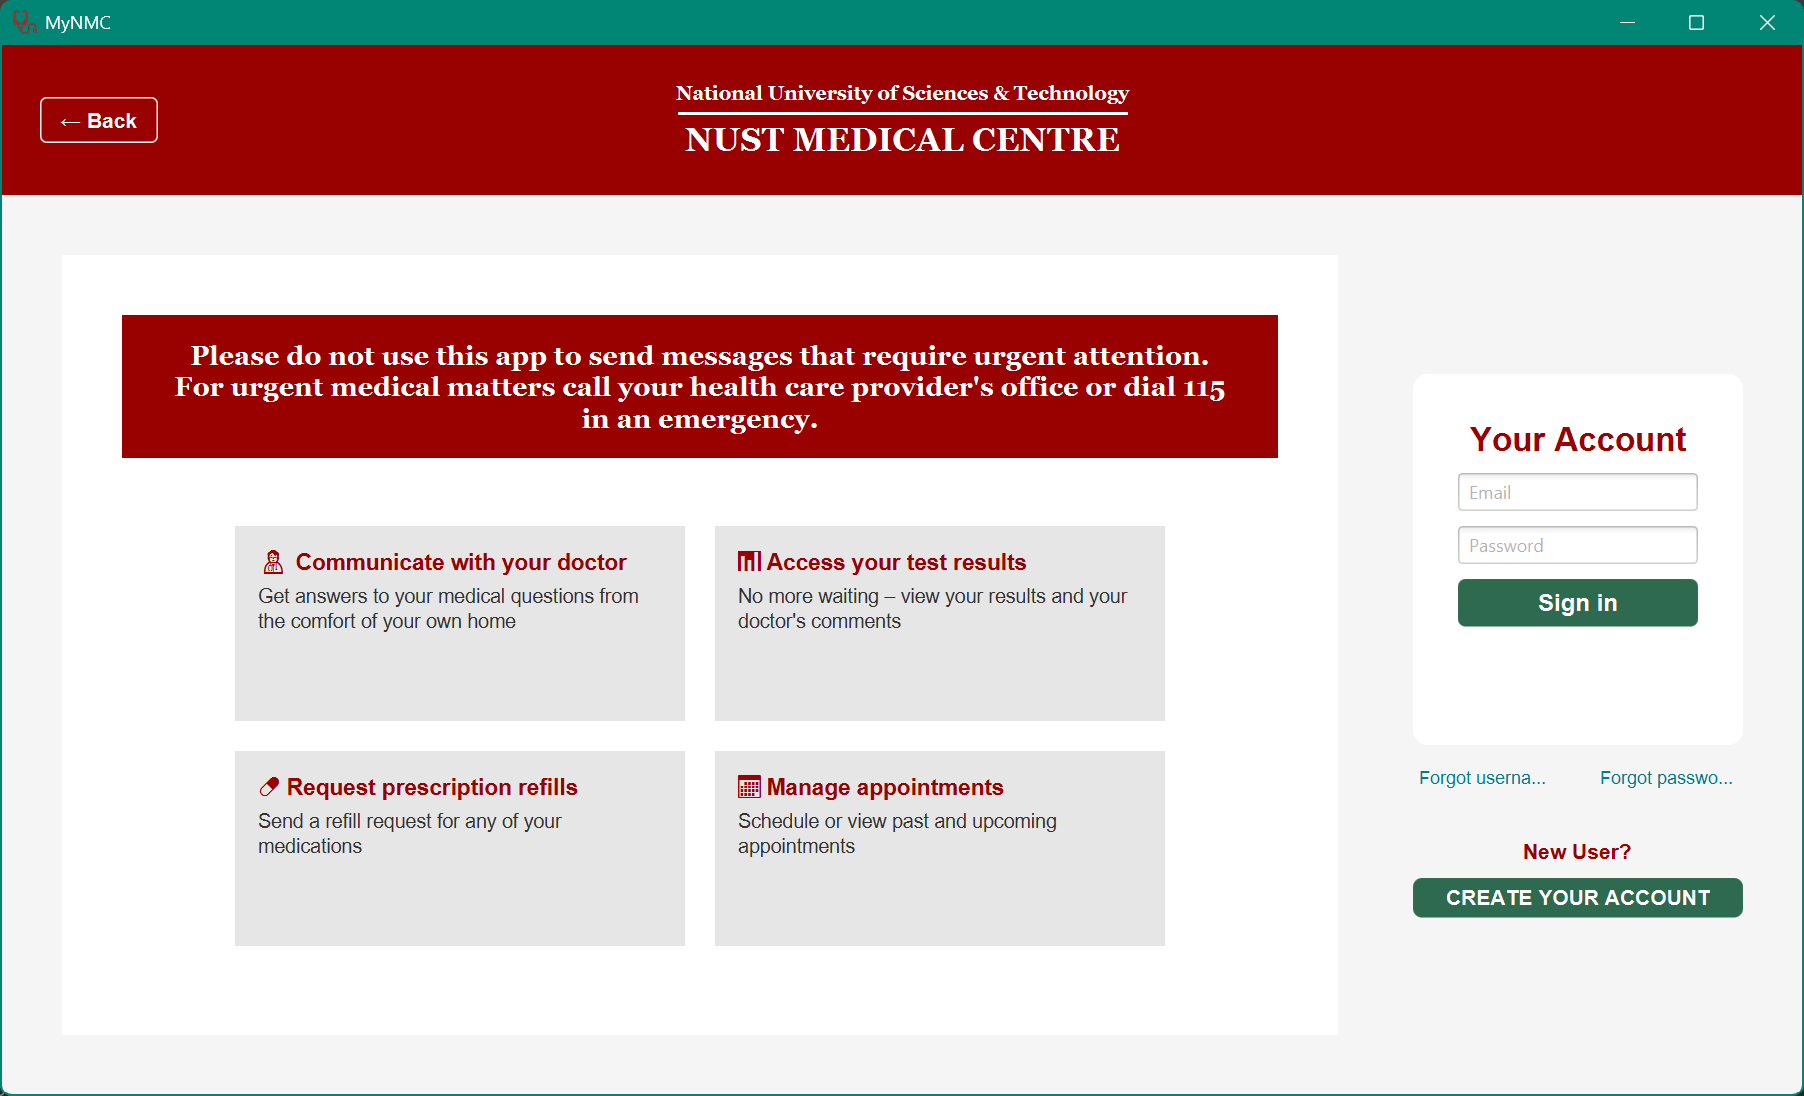 MyNMC
← Back
National University of Sciences & Technology
NUST MEDICAL CENTRE
Please do not use this app to send messages that require urgent attention.
For urgent medical matters call your health care provider's office or dial 115
in an emergency.
Communicate with your doctor
Get answers to your medical questions from
the comfort of your own home
Access your test results
No more waiting – view your results and your
doctor's comments
Request prescription refills
Send a refill request for any of your
medications
Manage appointments
Schedule or view past and upcoming
appointments
Your Account
Email
Password
Sign in
Forgot userna...
Forgot passwo...
New User?
CREATE YOUR ACCOUNT